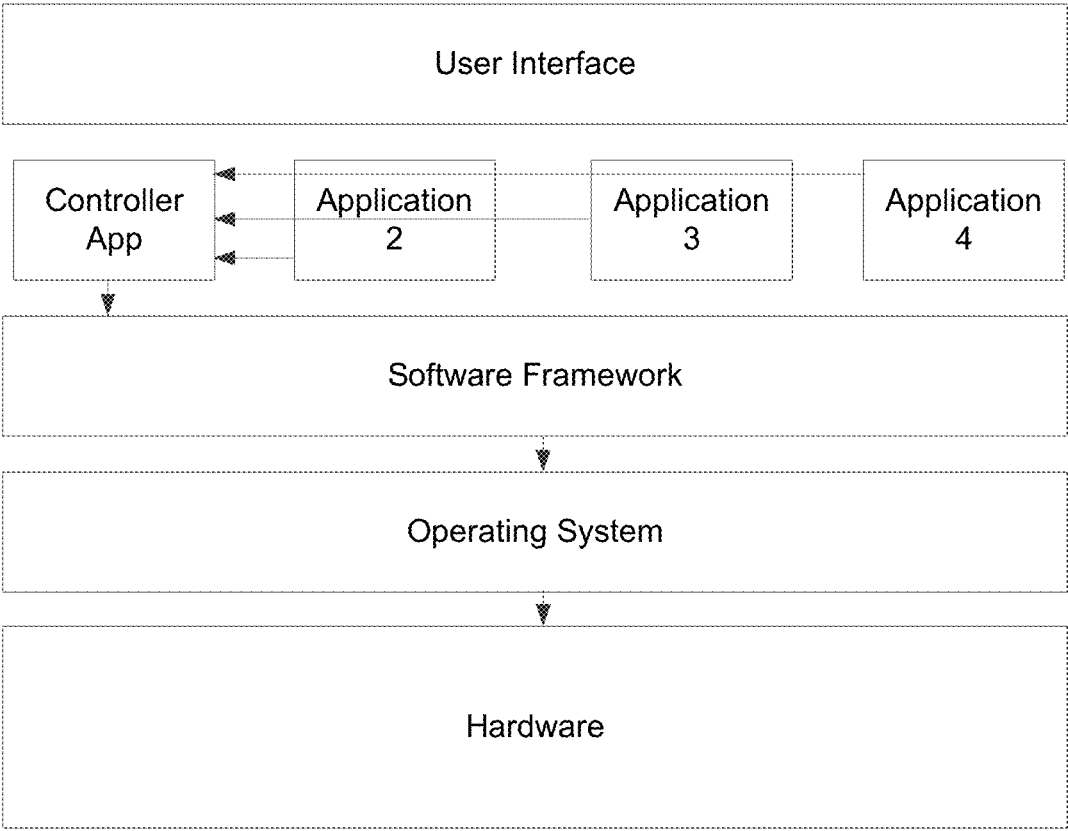 User Interface
Controller
App
Application
2
Application
3
Application
4
Software Framework
Operating System
Hardware